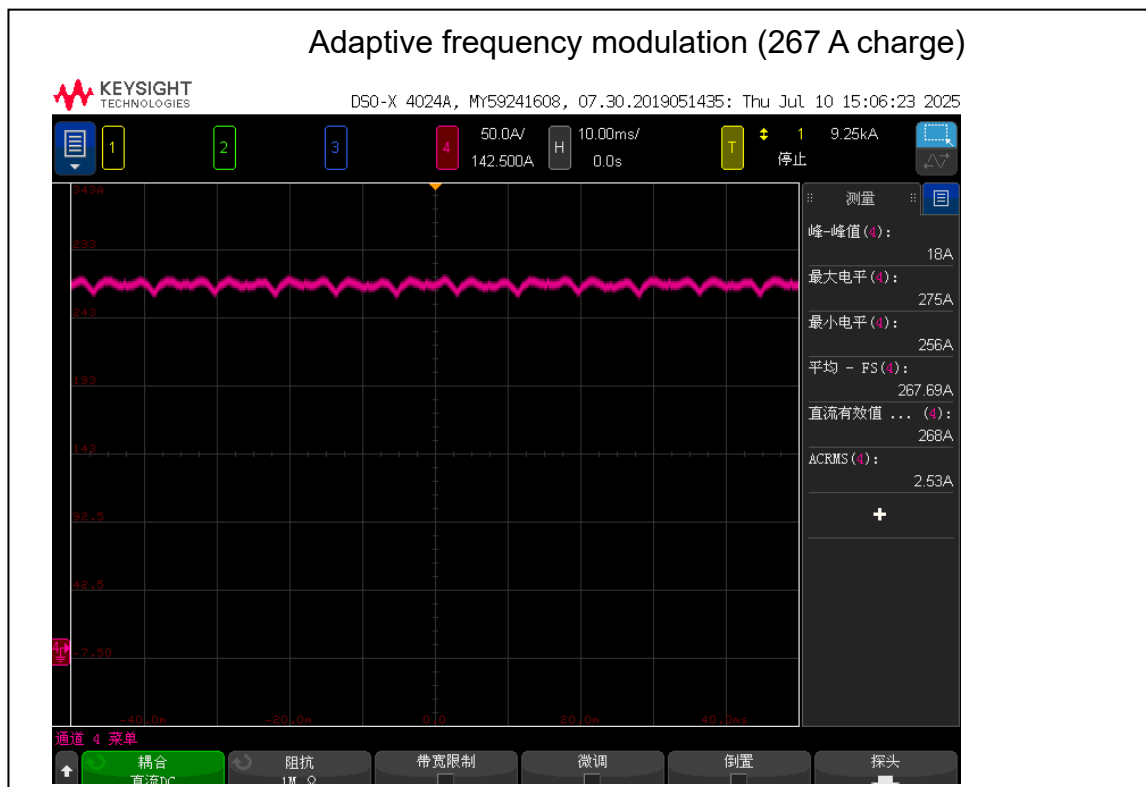 Adaptive frequency modulation (267 A charge)
KEYSIGHT
TECHNOLOGIES
DSO-X 4024A, MY59241608, 07.30.2019051435: Thu Jul 10 15:06:23 2025
1 2 3 4 50.0A/ 142.500A H 10.00ms/ 0.0s T 1 9.25kA 停止
343A
293
243
193
143
92.5
42.5
-7.50
4
-40.0m -20.0m 0.0 20.0m 40.0ms
测量
峰-峰值(4):
18A
最大电平(4):
275A
最小电平(4):
256A
平均 - FS(4):
267.69A
直流有效值 ... (4):
268A
ACRMS(4):
2.53A
+
通道 4 菜单
耦合 阻抗 带宽限制 微调 倒置 探头
直流DC 1M Ω